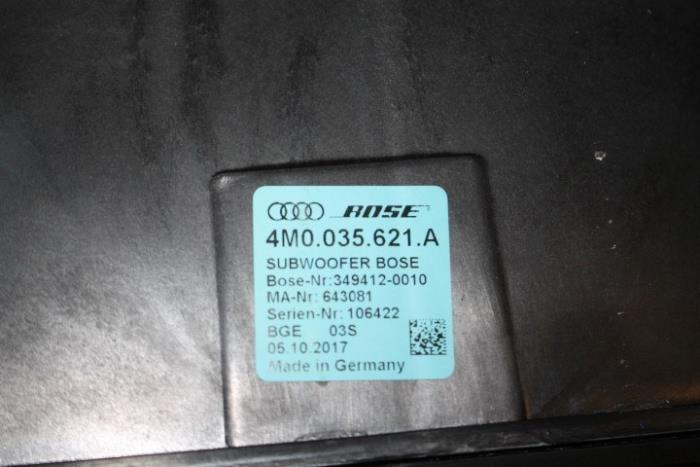 BOSE
4M0.035.621.A
SUBWOOFER BOSE
Bose-Nr:349412-0010
MA-Nr: 643081
Serien-Nr: 106422
BGE 03S
05.10.2017
Made in Germany